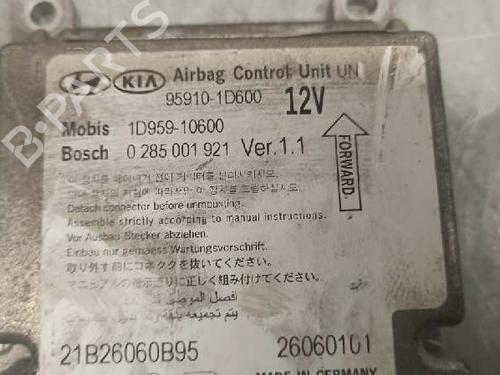 KIA Airbag Control Unit UN
95910-1D600 12V
Mobis 1D959-10600
Bosch 0 285 001 921 Ver.1.1
FORWARD
Detach connector before unmounting.
Assemble strictly according to manual instructions.
Vor Ausbau Stecker abziehen.
Einbau nur gemaess Wartungsvorschrift.
取り外す前にコネクタを抜いてください。
マニュアルの指示通りに正しく組み付けてください。
افصل الموصل قبل
21B26060B95 26060101
MADE IN GERMANY
B-Parts